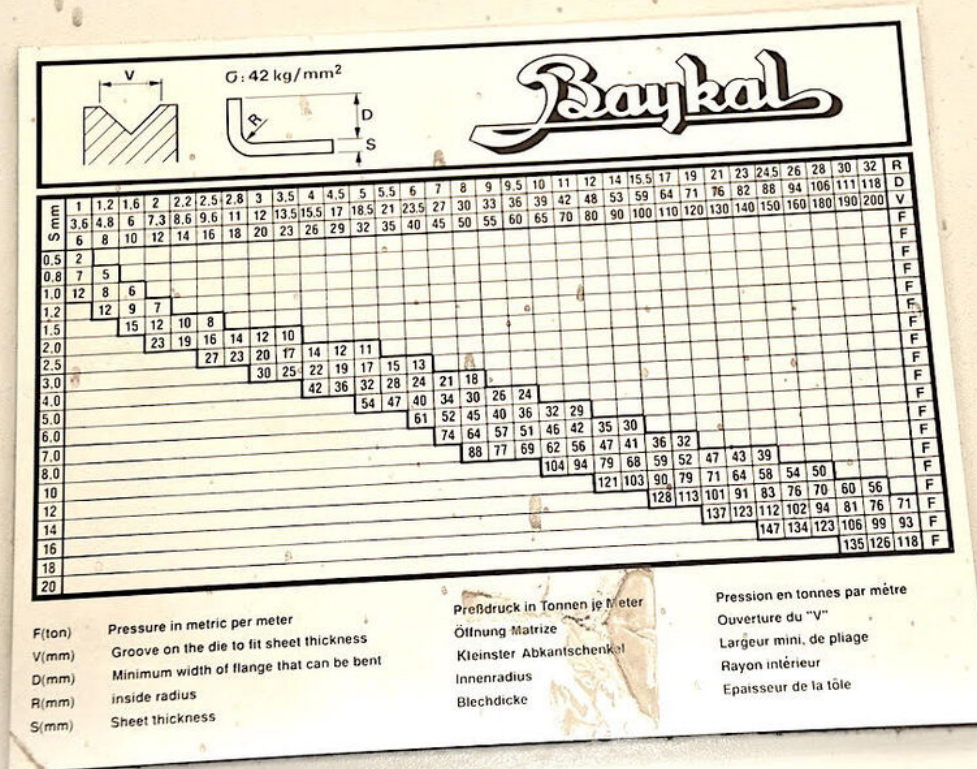 V
σ: 42 kg/mm²
R
D
S
Baykal
S mm
1 1,2 1,6 2 2,2 2,5 2,8 3 3,5 4 4,5 5 5,5 6 7 8 9 9,5 10 11 12 14 15,5 17 19 21 23 24,5 26 28 30 32 R
3,6 4,8 6 7,3 8,6 9,6 11 12 13,5 15,5 17 18,5 21 23,5 27 30 33 36 39 42 48 53 59 64 71 76 82 88 94 106 111 118 D
6 8 10 12 14 16 18 20 23 26 29 32 35 40 45 50 55 60 65 70 80 90 100 110 120 130 140 150 160 180 190 200 V
0.5 2 F
0.8 7 5 F
1.0 12 8 6 F
1.2 12 9 7 F
1.5 15 12 10 8 F
2.0 23 19 16 14 12 10 F
2.5 27 23 20 17 14 12 11 F
3.0 30 25 22 19 17 15 13 F
4.0 42 36 32 28 24 21 18 F
5.0 54 47 40 34 30 26 24 F
6.0 61 52 45 40 36 32 29 F
7.0 74 64 57 51 46 42 35 30 F
8.0 88 77 69 62 56 47 41 36 32 F
10 104 94 79 68 59 52 47 43 39 F
12 121 103 90 79 71 64 58 54 50 F
14 128 113 101 91 83 76 70 60 56 F
16 137 123 112 102 94 81 76 71 F
18 147 134 123 106 99 93 F
20 135 126 118 F
F(ton) Pressure in metric per meter Preßdruck in Tonnen je Meter Pression en tonnes par mètre
V(mm) Groove on the die to fit sheet thickness Öffnung Matrize Ouverture du "V"
D(mm) Minimum width of flange that can be bent Kleinster Abkantschenkel Largeur mini, de pliage
R(mm) inside radius Innenradius Rayon intérieur
S(mm) Sheet thickness Blechdicke Epaisseur de la tôle